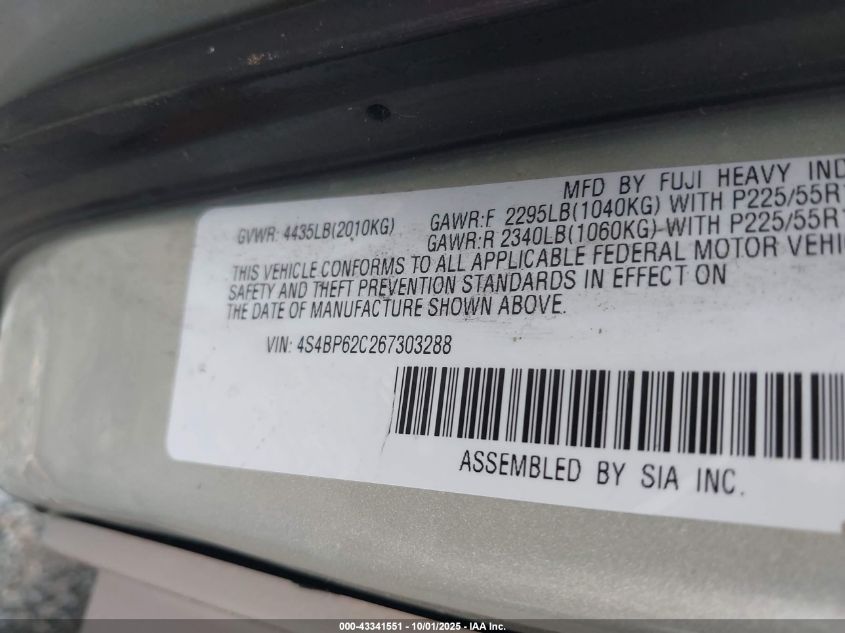 MFD BY FUJI HEAVY IND
GVWR: 4435LB(2010KG) GAWR:F 2295LB(1040KG) WITH P225/55R
GAWR:R 2340LB(1060KG) WITH P225/55R
THIS VEHICLE CONFORMS TO ALL APPLICABLE FEDERAL MOTOR VEHI
SAFETY AND THEFT PREVENTION STANDARDS IN EFFECT ON
THE DATE OF MANUFACTURE SHOWN ABOVE.
VIN: 4S4BP62C267303288
ASSEMBLED BY SIA INC.
000-43341551 - 10/01/2025 - IAA Inc.